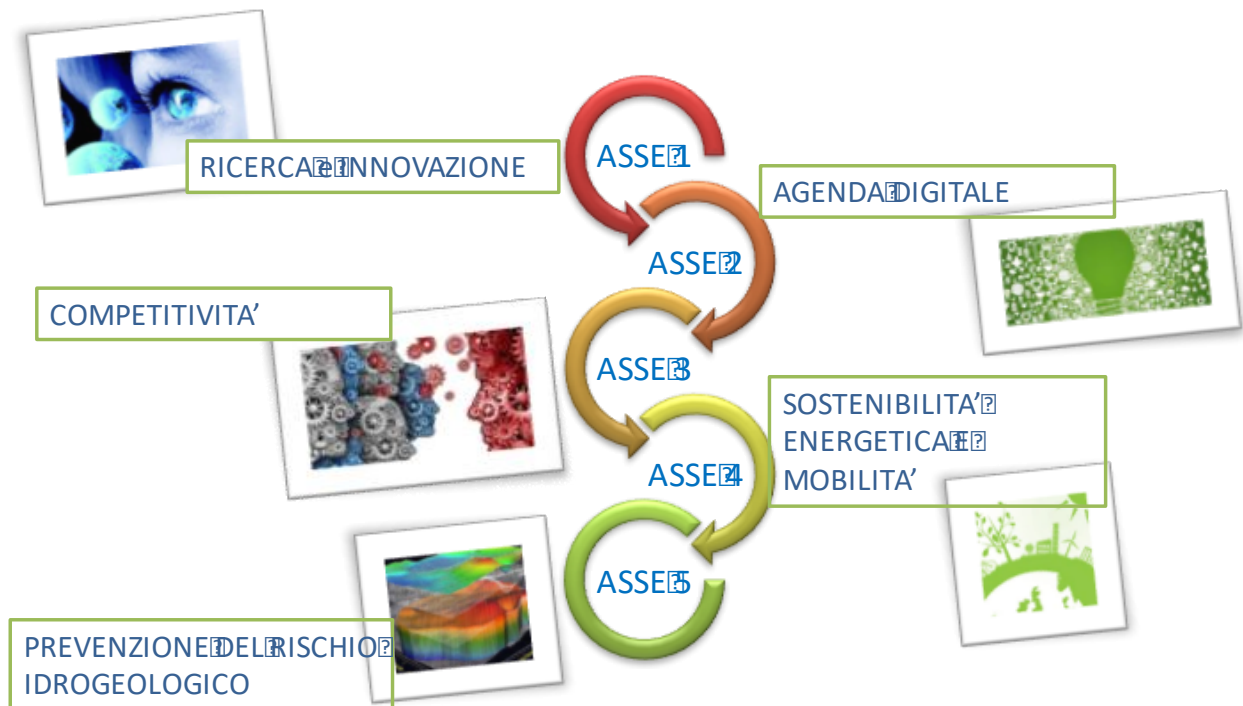 RICERCA e INNOVAZIONE
ASSE 1
AGENDA DIGITALE
ASSE 2
COMPETITIVITA’
ASSE 3
SOSTENIBILITA’
ENERGETICA E
MOBILITA’
ASSE 4
ASSE 5
PREVENZIONE DEL RISCHIO
IDROGEOLOGICO